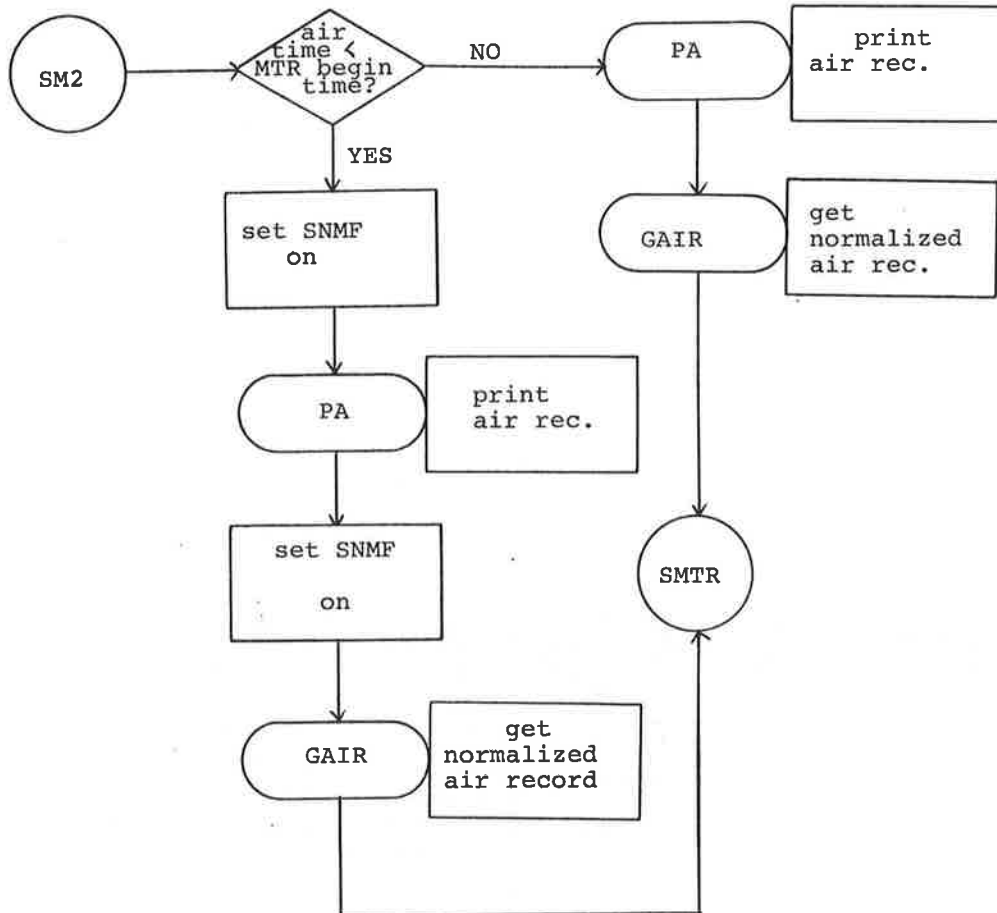 SM2
air
time <
MTR begin
time?
NO
PA
print
air rec.
YES
set SNMF
on
GAIR
get
normalized
air rec.
PA
print
air rec.
set SNMF
on
SMTR
GAIR
get
normalized
air record